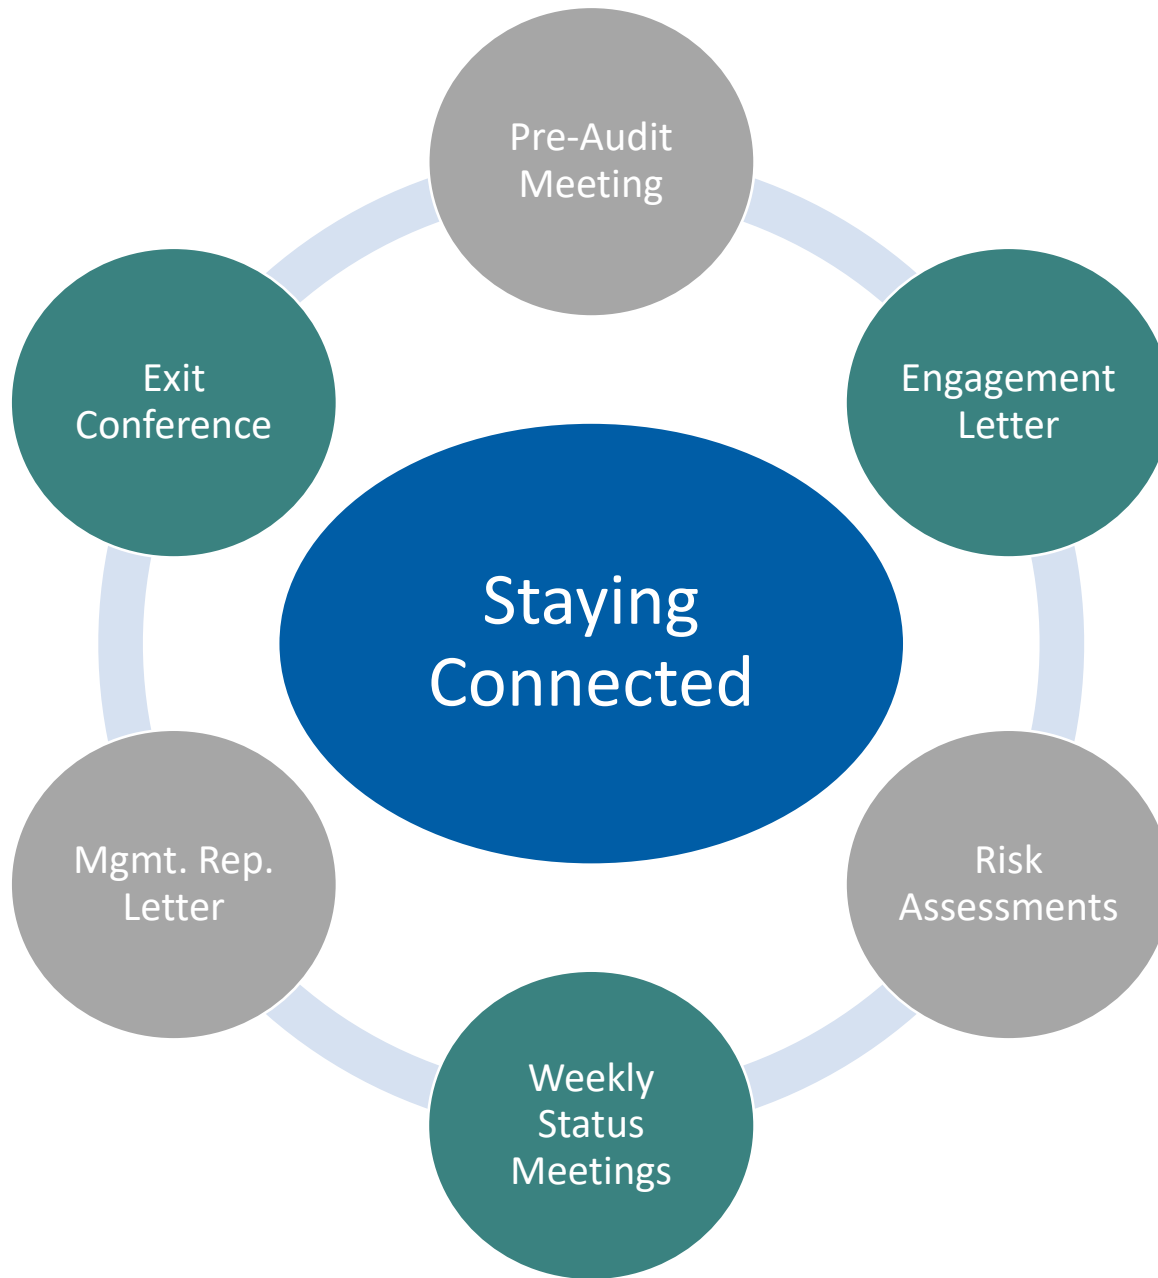 Pre-Audit
Meeting
Engagement
Letter
Risk
Assessments
Weekly
Status
Meetings
Mgmt. Rep.
Letter
Exit
Conference
Staying
Connected